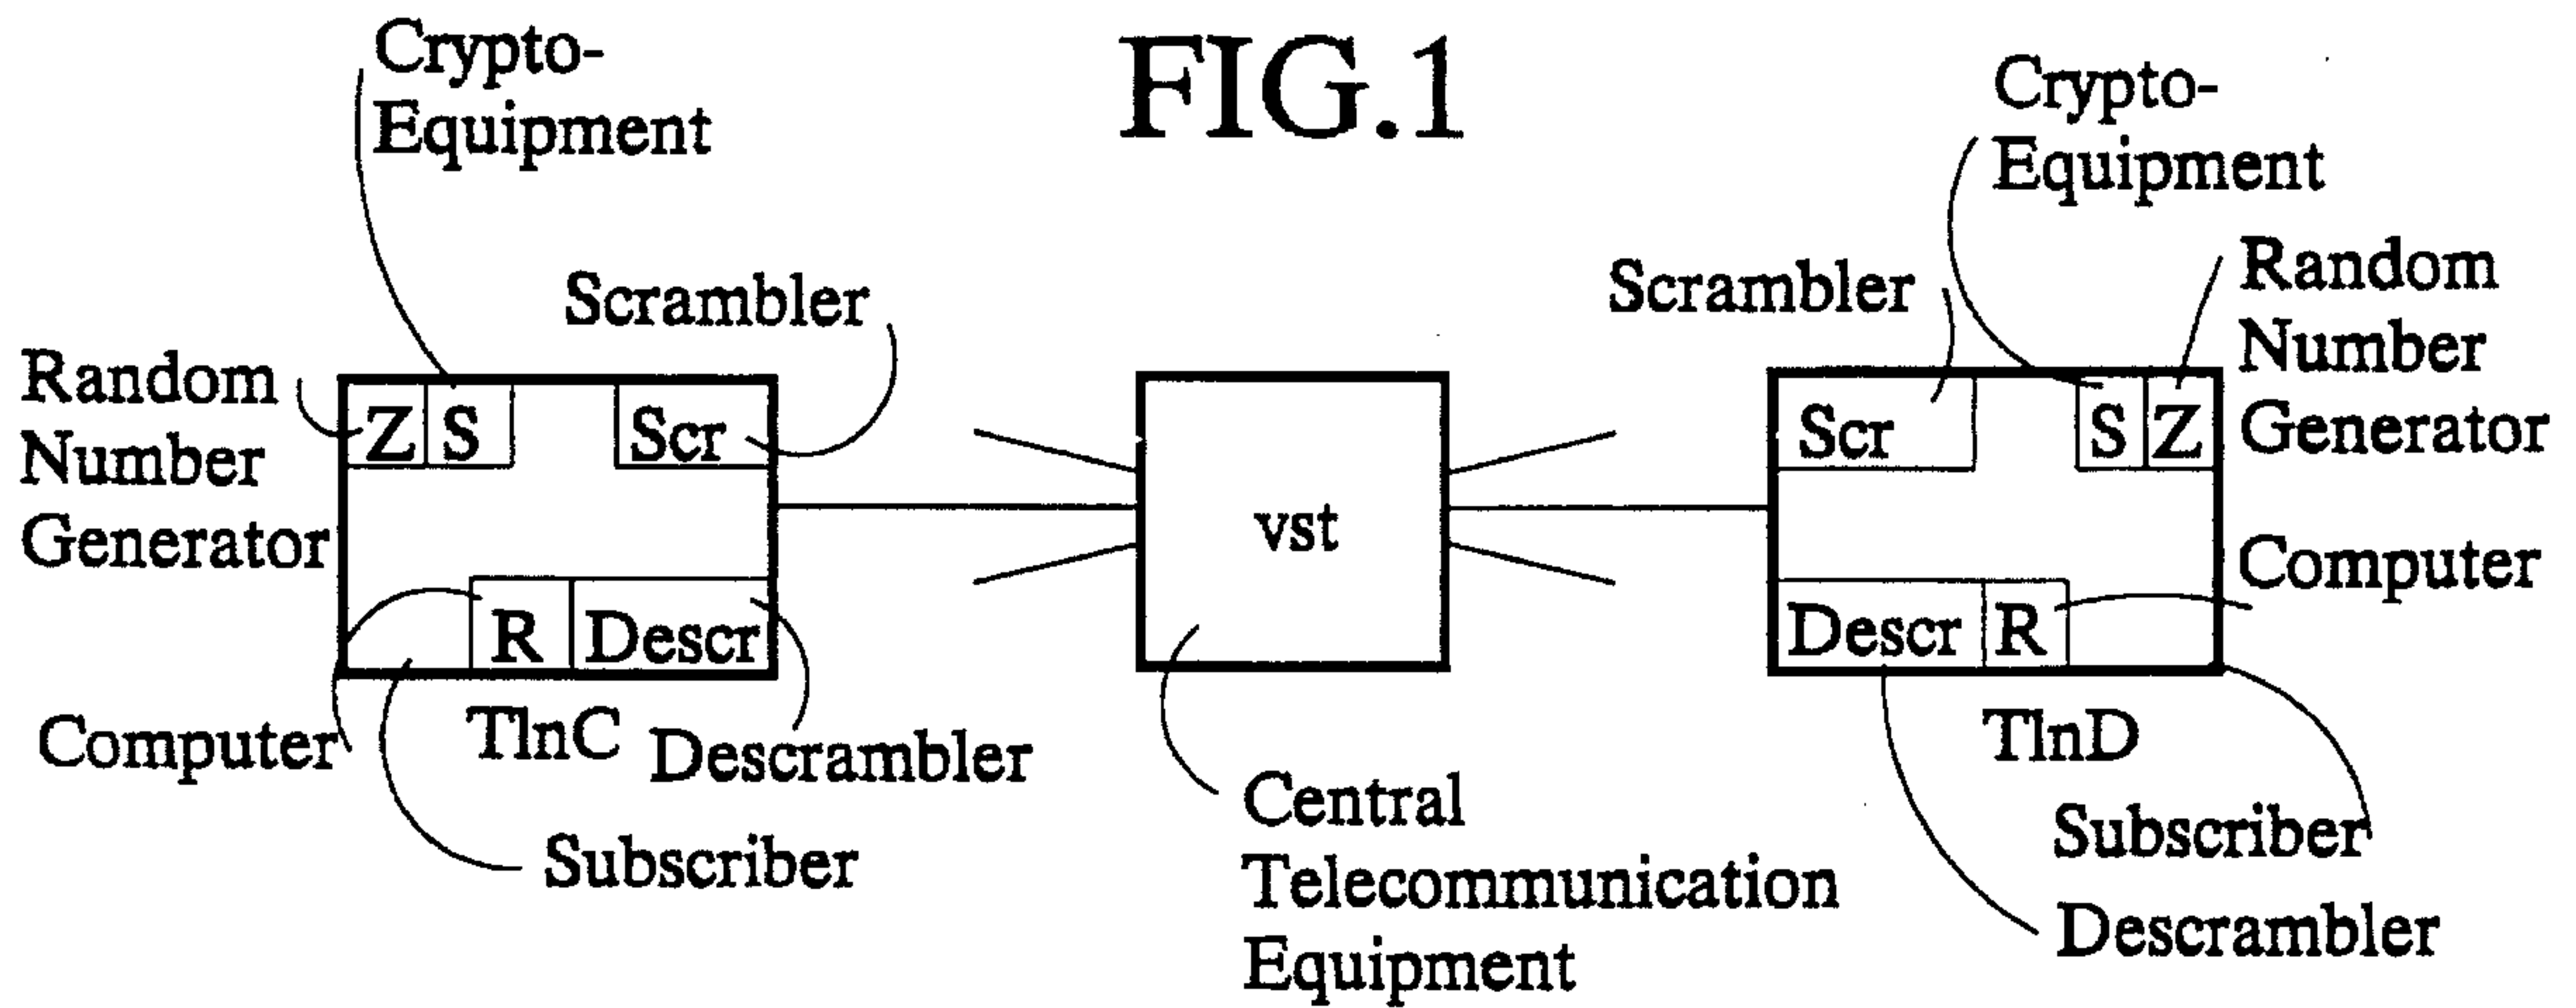 FIG.1
Crypto-
Equipment
Crypto-
Equipment
Scrambler
Scrambler
Random
Number
Generator
Random
Number
Generator
Z S Scr
vst
Scr S Z
R Descr
Descr R
Computer
Computer
TlnC
Descrambler
Subscriber
Central
Telecommunication
Equipment
TlnD
Subscriber
Descrambler